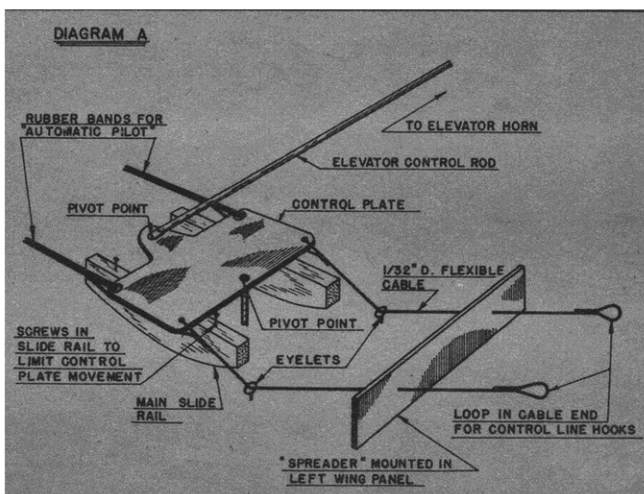 DIAGRAM A
RUBBER BANDS FOR
"AUTOMATIC PILOT"
TO ELEVATOR HORN
ELEVATOR CONTROL ROD
PIVOT POINT
CONTROL PLATE
1/32" D. FLEXIBLE
CABLE
PIVOT POINT
SCREWS IN
SLIDE RAIL TO
LIMIT CONTROL
PLATE MOVEMENT
EYELETS
MAIN SLIDE
RAIL
LOOP IN CABLE END
FOR CONTROL LINE HOOKS
"SPREADER" MOUNTED IN
LEFT WING PANEL